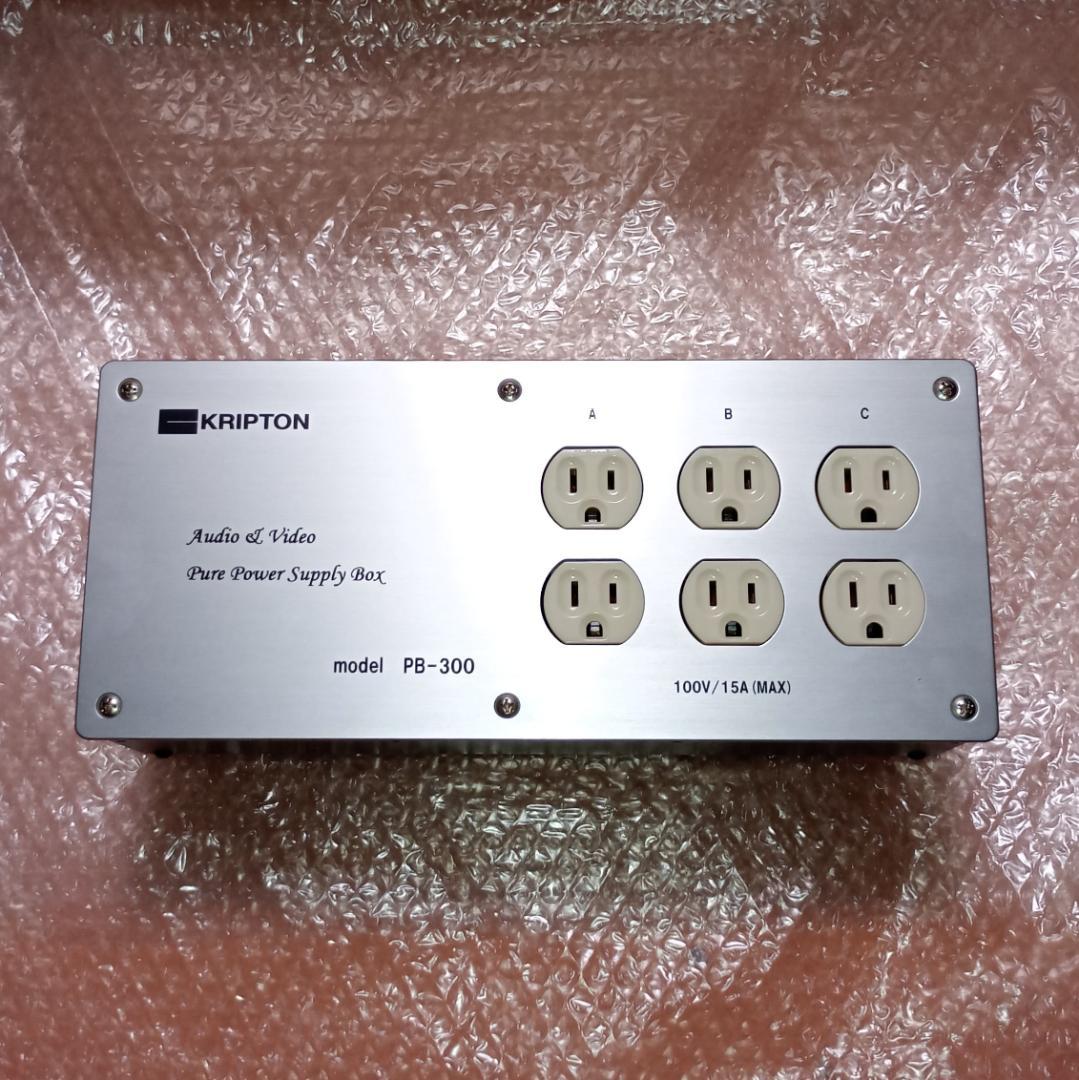 KRIPTON
A B C
Audio & Video
Pure Power Supply Box
model PB-300
100V/15A(MAX)